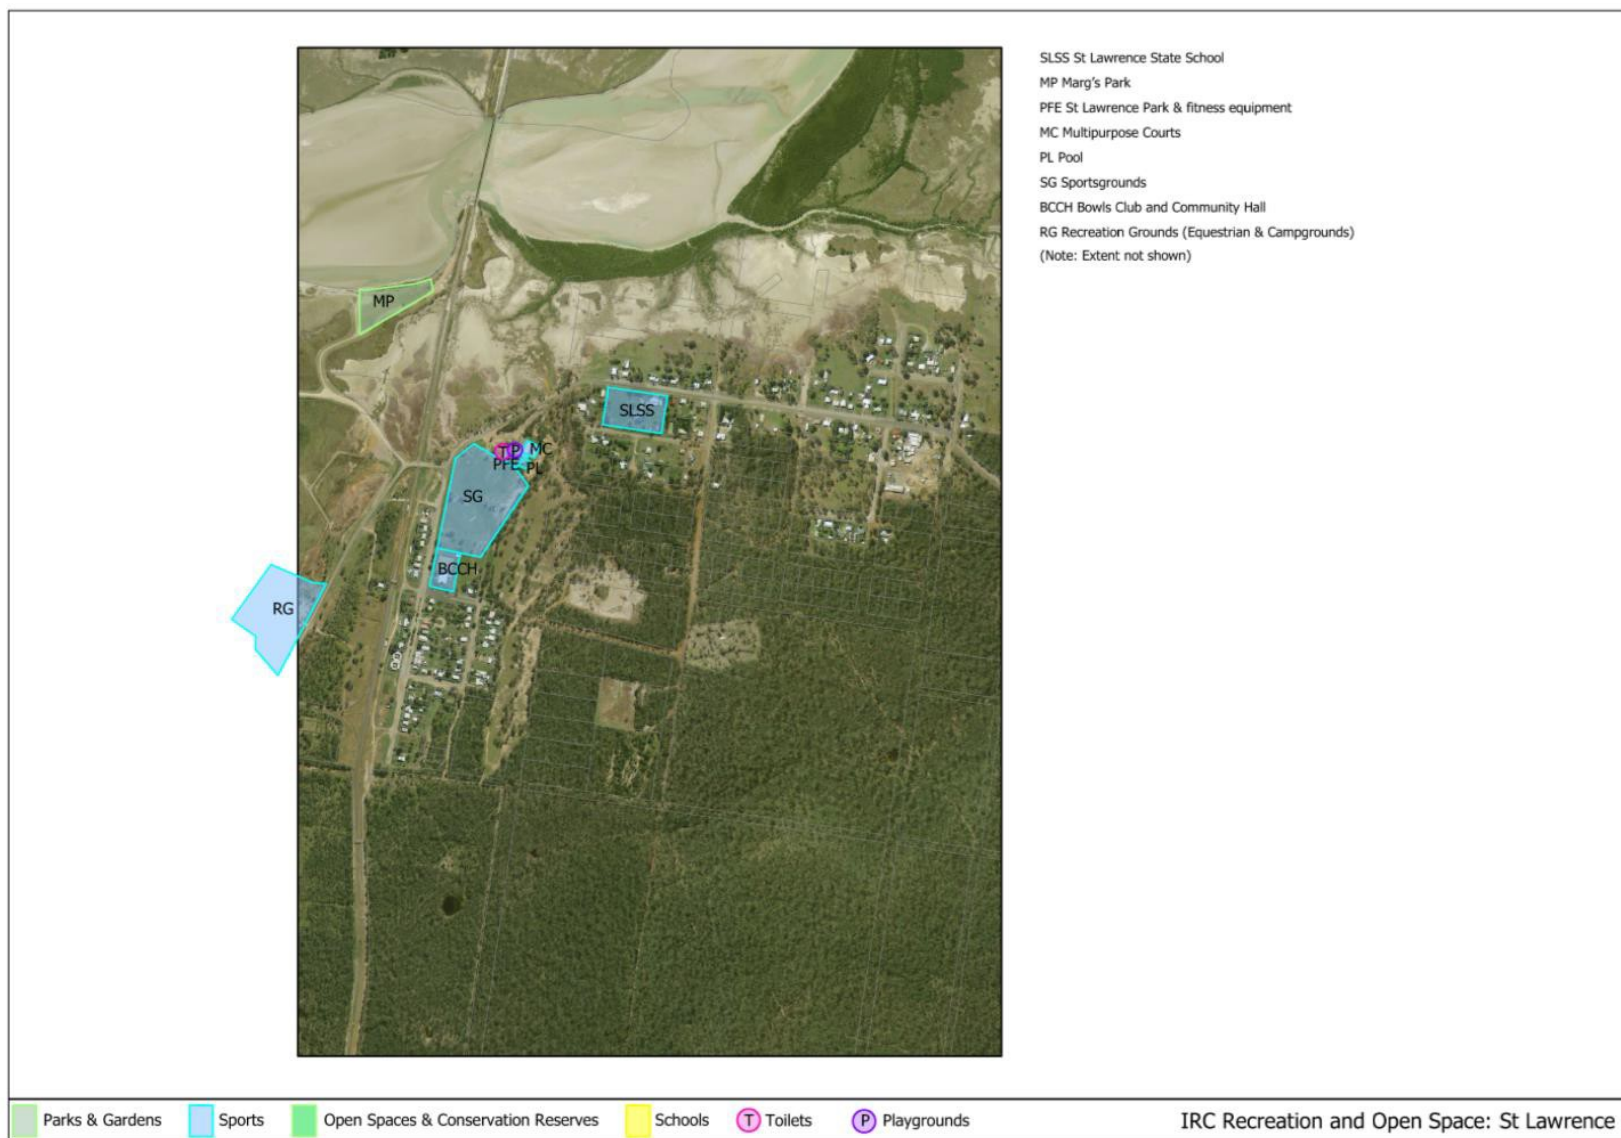 SLSS St Lawrence State School
MP Marg's Park
PFE St Lawrence Park & fitness equipment
MC Multipurpose Courts
PL Pool
SG Sportsgrounds
BCCH Bowls Club and Community Hall
RG Recreation Grounds (Equestrian & Campgrounds)
(Note: Extent not shown)
MP
SLSS
T P MC
PFE PL
SG
BCCH
RG
Parks & Gardens
Sports
Open Spaces & Conservation Reserves
Schools
T Toilets
P Playgrounds
IRC Recreation and Open Space: St Lawrence